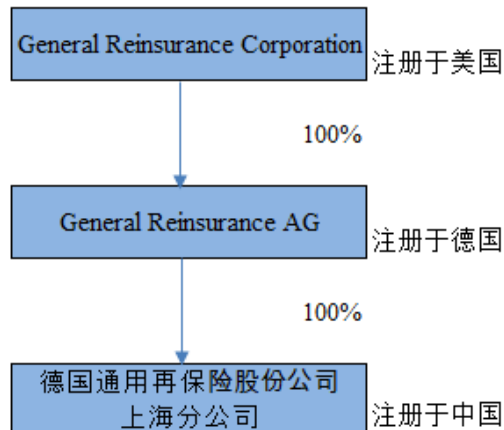 General Reinsurance Corporation
注册于美国
100%
General Reinsurance AG
注册于德国
100%
德国通用再保险股份公司
上海分公司
注册于中国